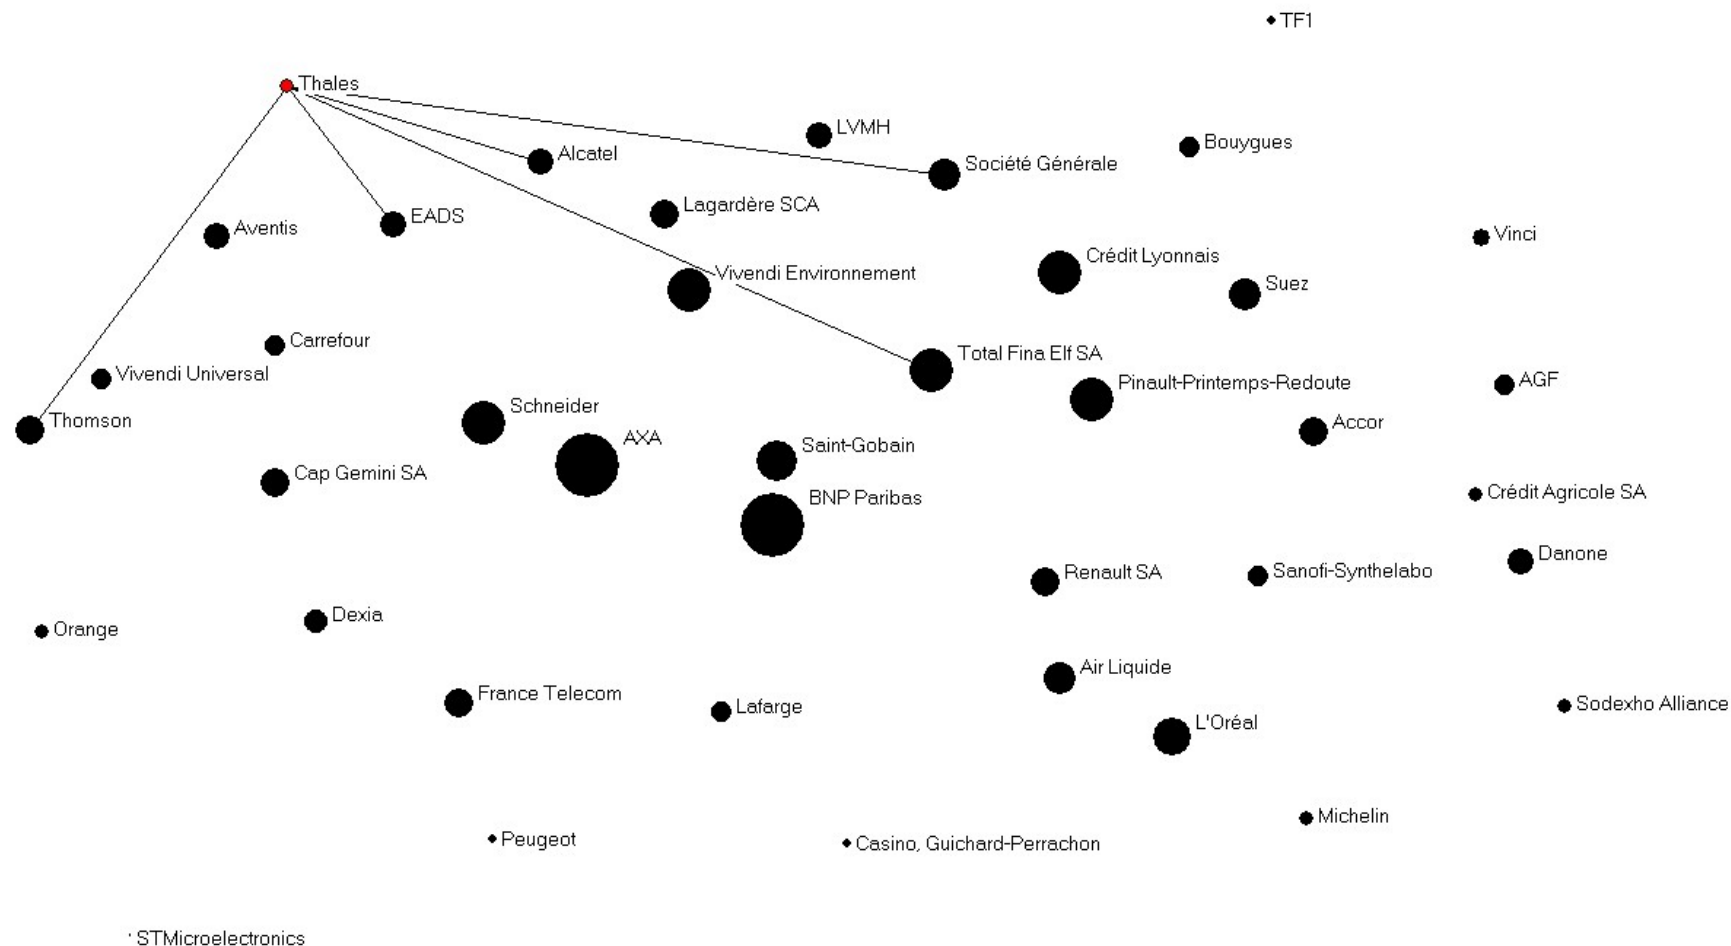 TF1
Thales
LVMH
Bouygues
Alcatel
Société Générale
Lagardère SCA
EADS
Aventis
Vinci
Crédit Lyonnais
Vivendi Environnement
Suez
Carrefour
Total Fina Elf SA
Vivendi Universal
Pinault-Printemps-Redoute
AGF
Schneider
Thomson
Accor
AXA
Saint-Gobain
Cap Gemini SA
Crédit Agricole SA
BNP Paribas
Danone
Renault SA
Sanofi-Synthelabo
Dexia
Orange
Air Liquide
France Telecom
Lafarge
Sodexho Alliance
L'Oréal
Michelin
Peugeot
Casino, Guichard-Perrachon
STMicroelectronics